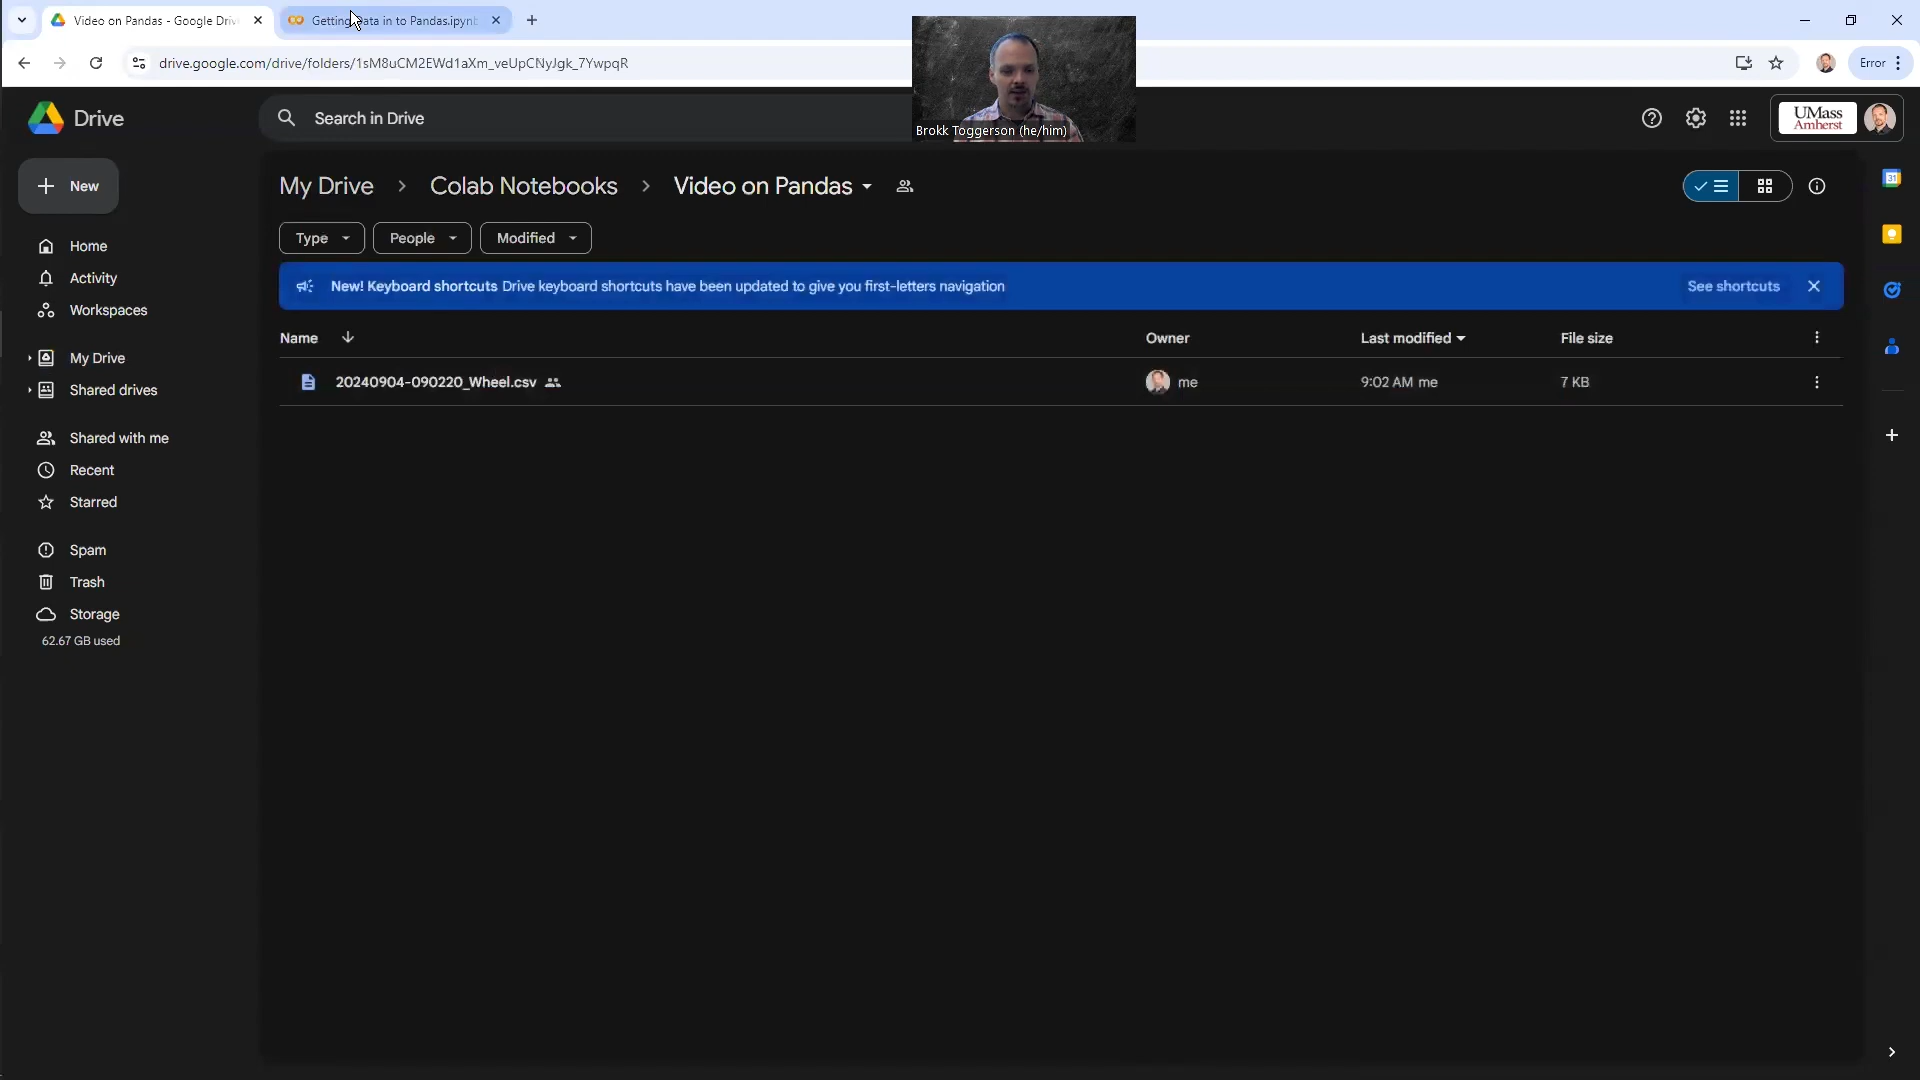 Video on Pandas - Google Driv
Getting Data in to Pandas.ipynb
drive.google.com/drive/folders/1sM8uCM2EWd1aXm_veUpCNyJgk_7YwpqR
Error
Drive
Search in Drive
Brokk Toggerson (he/him)
UMass
Amherst
New
My Drive
Colab Notebooks
Video on Pandas
Type
People
Modified
Home
Activity
Workspaces
My Drive
Shared drives
Shared with me
Recent
Starred
Spam
Trash
Storage
62.67 GB used
New! Keyboard shortcuts Drive keyboard shortcuts have been updated to give you first-letters navigation
See shortcuts
Name
Owner
Last modified
File size
20240904-090220_Wheel.csv
me
9:02 AM me
7 KB
31